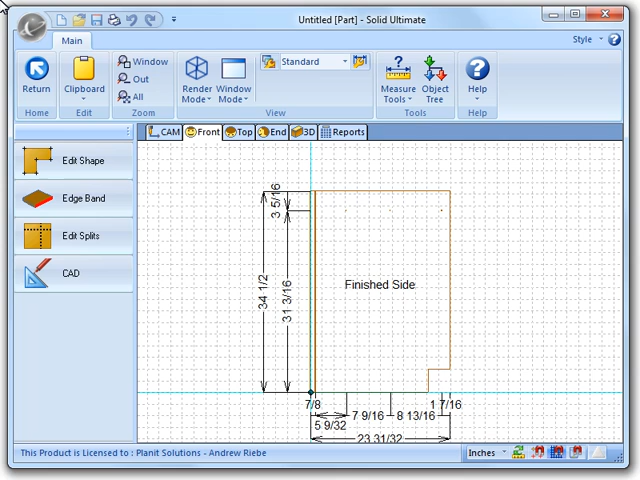 Untitled [Part] - Solid Ultimate
Main
Style
Return
Clipboard
Window
Out
All
Render Mode
Window Mode
Standard
Measure Tools
Object Tree
Help
Home
Edit
Zoom
View
Tools
Help
CAM
Front
Top
End
3D
Reports
Edit Shape
Edge Band
Edit Splits
CAD
3 5/16
34 1/2
31 3/16
Finished Side
7/8
1 7/16
7 9/16
8 13/16
5 9/32
23 31/32
This Product is Licensed to : Planit Solutions - Andrew Riebe
Inches